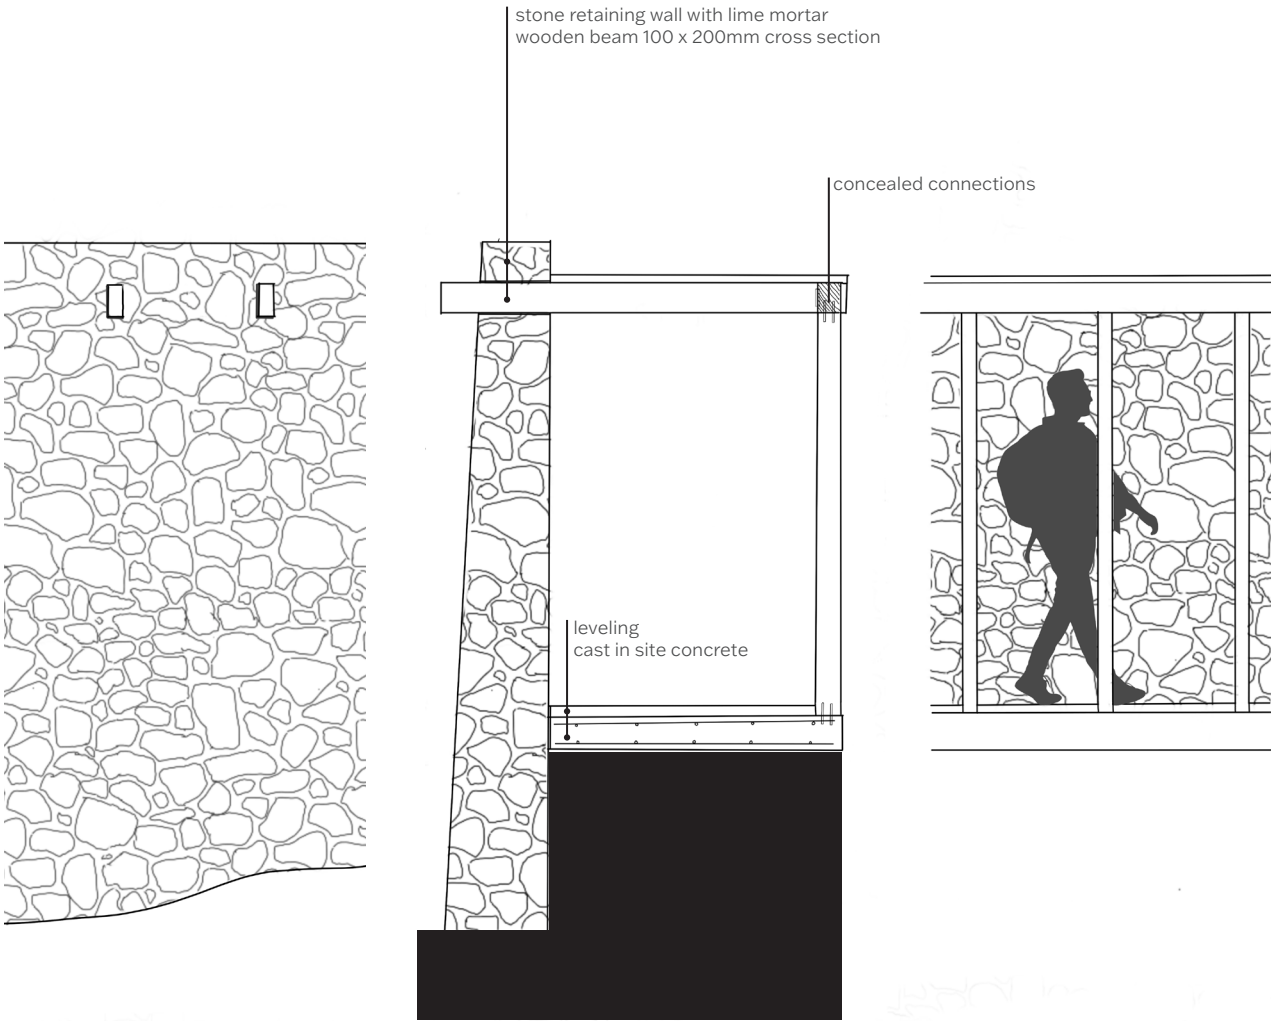 stone retaining wall with lime mortar
wooden beam 100 x 200mm cross section
concealed connections
leveling
cast in site concrete